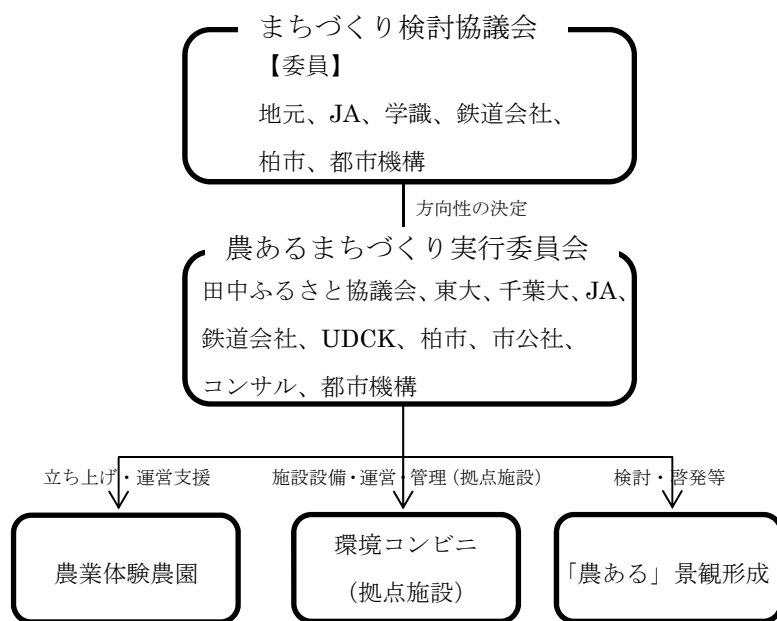 まちづくり検討協議会
【委員】
地元、JA、学識、鉄道会社、
柏市、都市機構
方向性の決定
農あるまちづくり実行委員会
田中ふるさと協議会、東大、千葉大、JA、
鉄道会社、UDCK、柏市、市公社、
コンサル、都市機構
立ち上げ・運営支援
施設設備・運営・管理（拠点施設）
検討・啓発等
農業体験農園
環境コンビニ
（拠点施設）
「農ある」景観形成